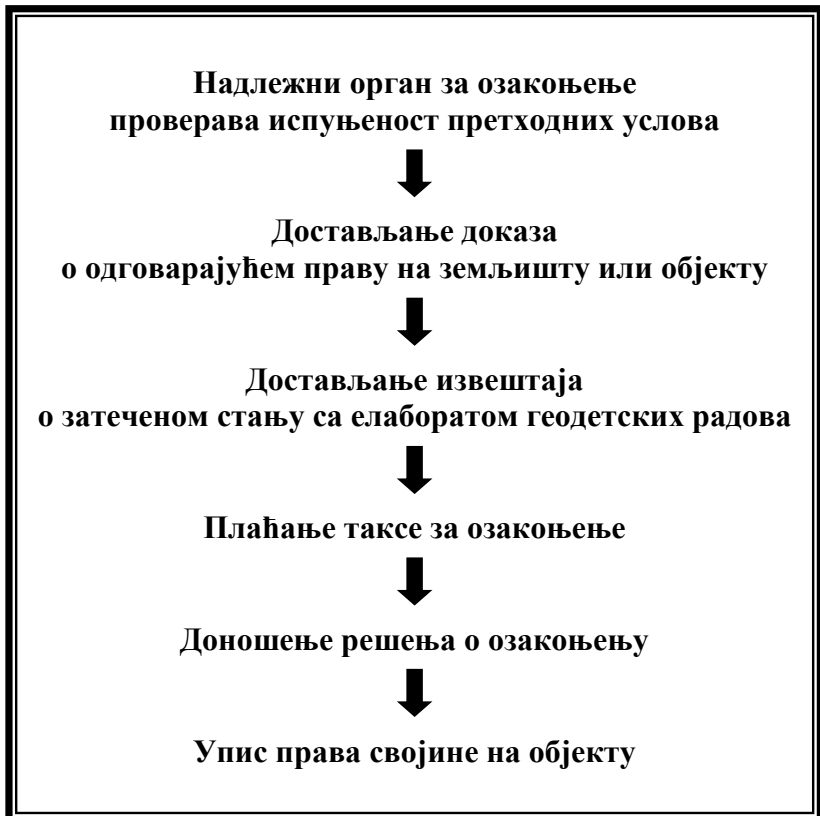 Надлежни орган за озакоњење
проверава испуњеност претходних услова
Достављање доказа
о одговарајућем праву на земљишту или објекту
Достављање извештаја
о затеченом стању са елаборатом геодетских радова
Плаћање таксе за озакоњење
Доношење решења о озакоњењу
Упис права својине на објекту